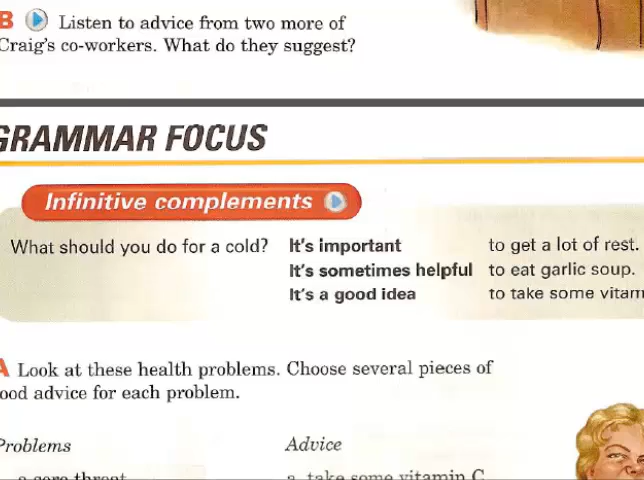 B Listen to advice from two more of
Craig's co-workers. What do they suggest?
GRAMMAR FOCUS
Infinitive complements
What should you do for a cold? It's important to get a lot of rest.
It's sometimes helpful to eat garlic soup.
It's a good idea to take some vitam
A Look at these health problems. Choose several pieces of
ood advice for each problem.
Problems Advice
a sore throat a. take some vitamin C